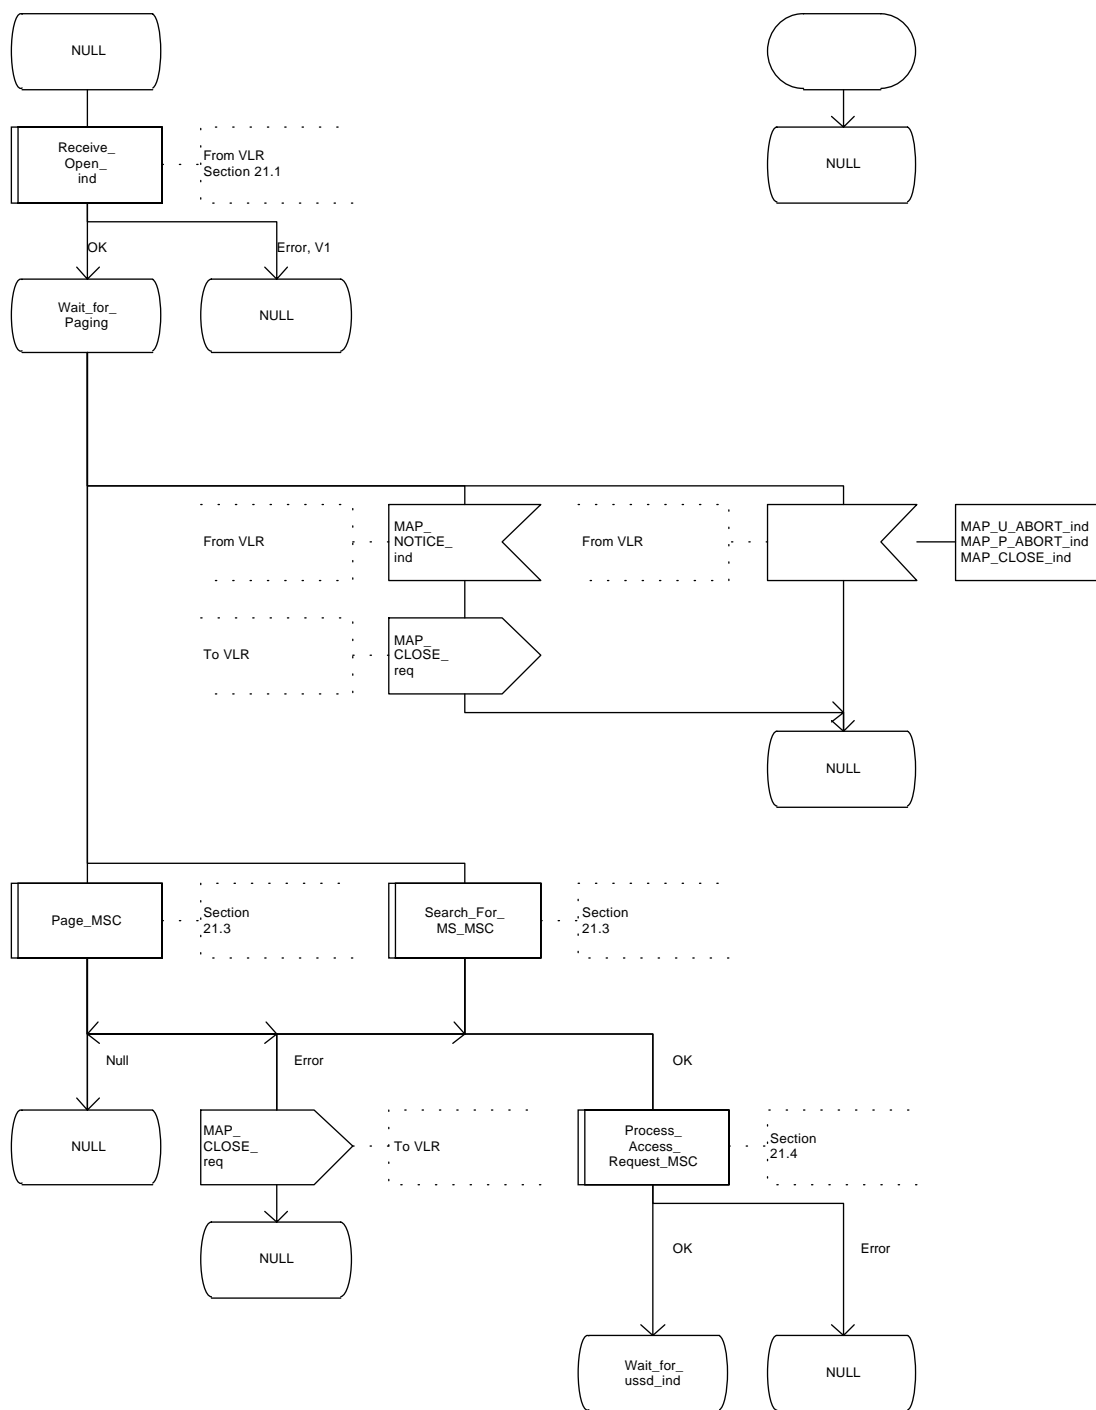 NULL
Receive_
Open_
ind
From VLR
Section 21.1
NULL
OK
Error, V1
Wait_for_
Paging
NULL
From VLR
MAP_
NOTICE_
ind
From VLR
MAP_U_ABORT_ind
MAP_P_ABORT_ind
MAP_CLOSE_ind
To VLR
MAP_
CLOSE_
req
NULL
Page_MSC
Section
21.3
Search_For_
MS_MSC
Section
21.3
Null
Error
OK
NULL
MAP_
CLOSE_
req
To VLR
Process_
Access_
Request_MSC
Section
21.4
NULL
OK
Error
Wait_for_
ussd_ind
NULL